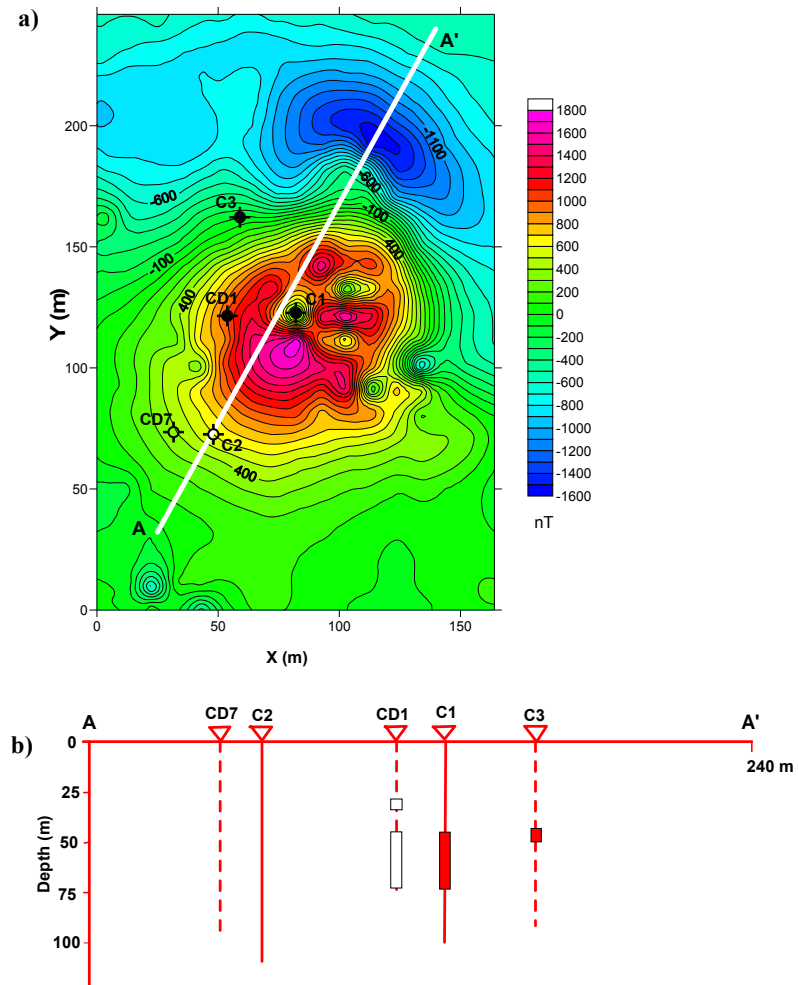 a)
A'
200
150
100
50
0
Y (m)
-1100
-600
-600
-100
C3
-100
400
400
CD1
C1
CD7
C2
400
A
0
50
100
150
X (m)
1800
1600
1400
1200
1000
800
600
400
200
0
-200
-400
-600
-800
-1000
-1200
-1400
-1600
nT
b)
A
CD7
C2
CD1
C1
C3
A'
0
240 m
25
50
75
100
Depth (m)